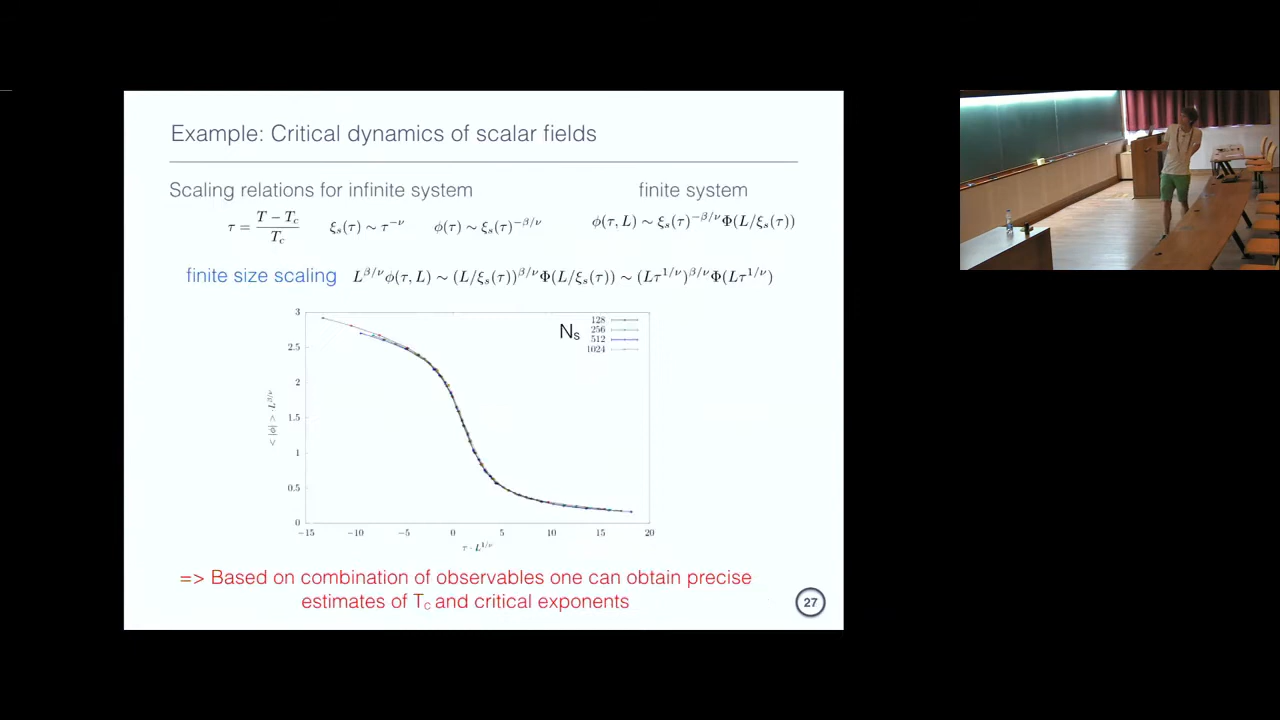 Example: Critical dynamics of scalar fields
Scaling relations for infinite system
finite system
τ = (T − T_c)/T_c   ξ_s(τ) ∼ τ^{−ν}   φ(τ) ∼ ξ_s(τ)^{−β/ν}
φ(τ, L) ∼ ξ_s(τ)^{−β/ν}Φ(L/ξ_s(τ))
finite size scaling   L^{β/ν}φ(τ, L) ∼ (L/ξ_s(τ))^{β/ν}Φ(L/ξ_s(τ)) ∼ (Lτ^{1/ν})^{β/ν}Φ(Lτ^{1/ν})
N_s
128
256
512
1024
3
2.5
2
1.5
1
0.5
0
< |φ| > · L^{β/ν}
−15 −10 −5 0 5 10 15 20
τ · L^{1/ν}
=> Based on combination of observables one can obtain precise
estimates of T_c and critical exponents
27